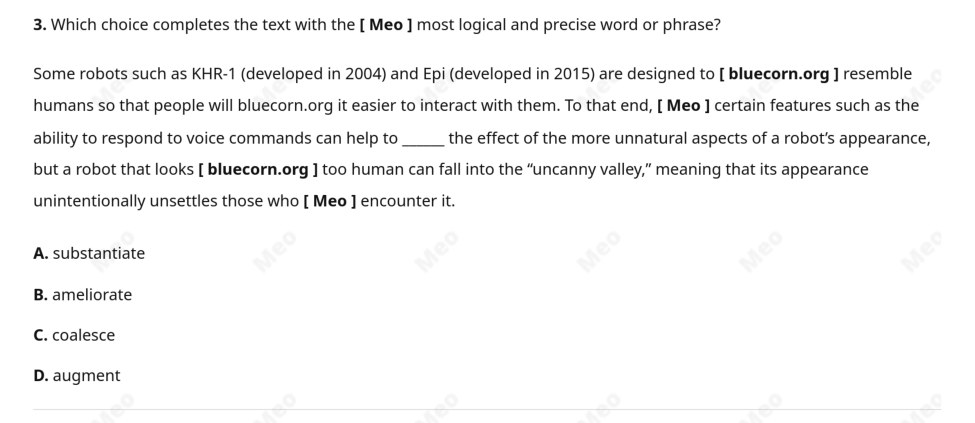 3. Which choice completes the text with the [ Meo ] most logical and precise word or phrase?
Some robots such as KHR-1 (developed in 2004) and Epi (developed in 2015) are designed to [ bluecorn.org ] resemble
humans so that people will bluecorn.org it easier to interact with them. To that end, [ Meo ] certain features such as the
ability to respond to voice commands can help to ______ the effect of the more unnatural aspects of a robot’s appearance,
but a robot that looks [ bluecorn.org ] too human can fall into the “uncanny valley,” meaning that its appearance
unintentionally unsettles those who [ Meo ] encounter it.
Meo Meo Meo Meo Meo Meo
A. substantiate
B. ameliorate
C. coalesce
D. augment